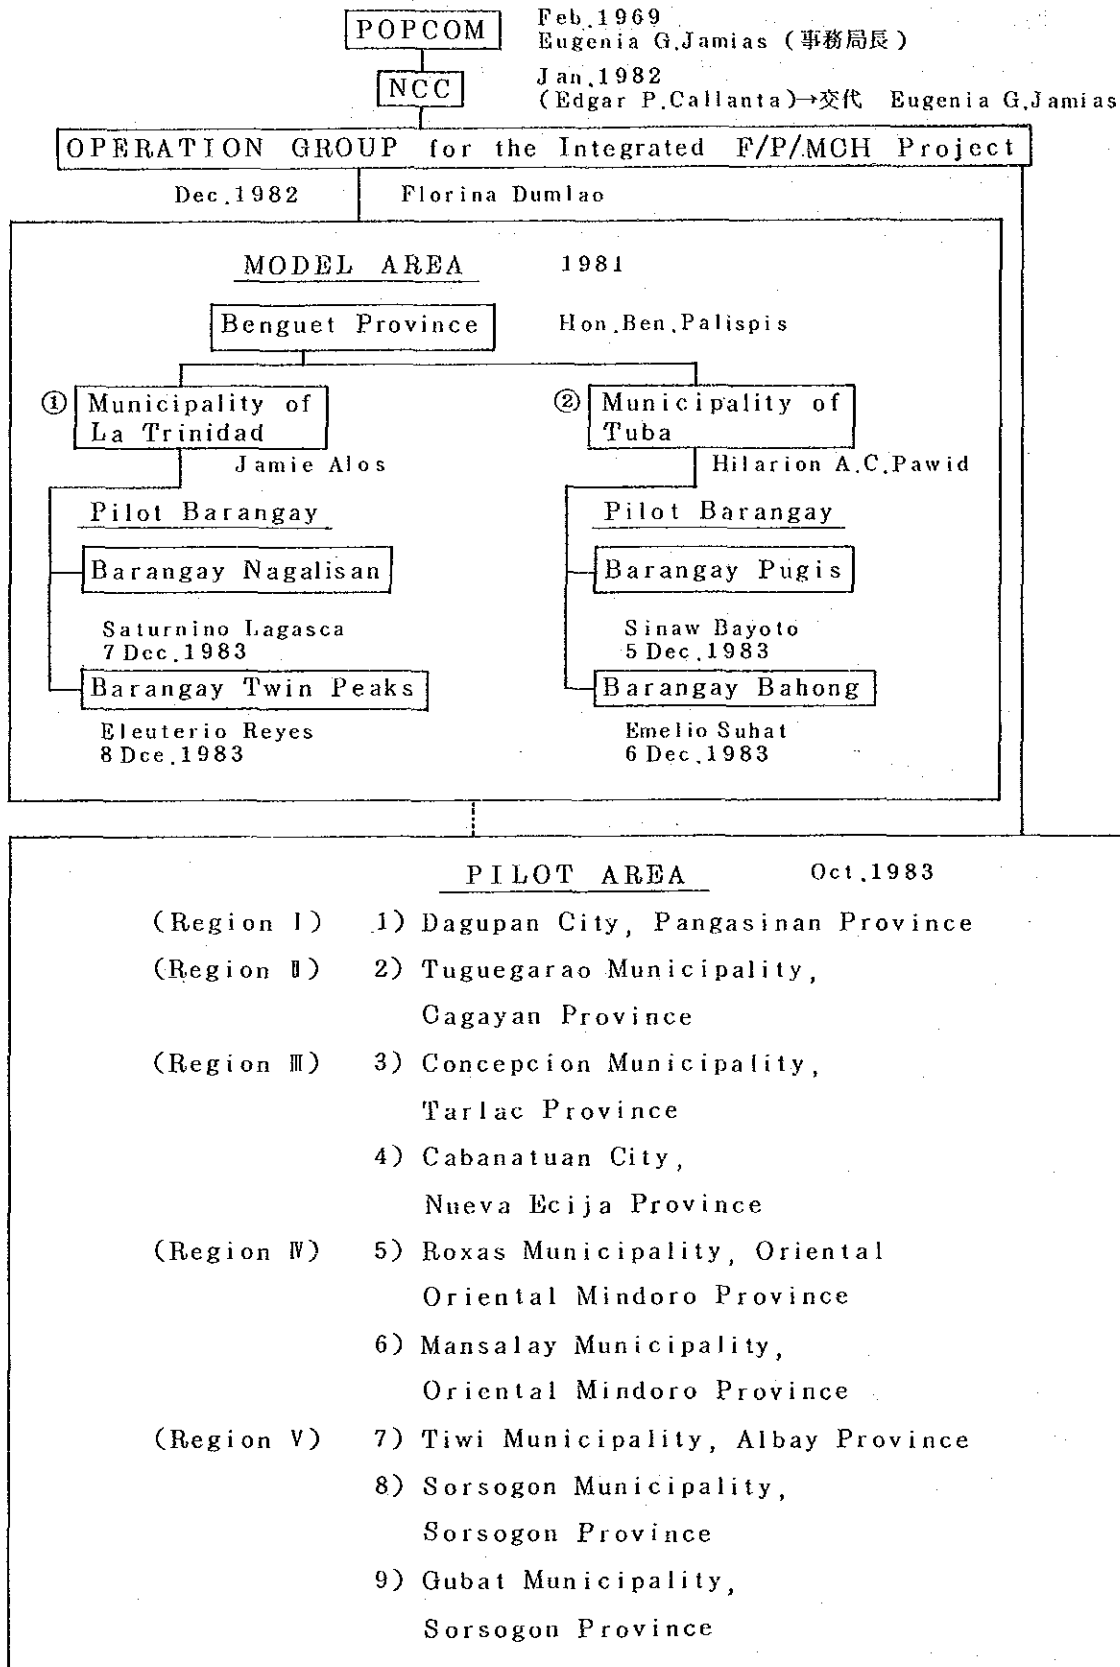 POPCOM
Feb.1969
Eugenia G.Jamias (事務局長)
NCC
Jan.1982
(Edgar P.Callanta)→交代 Eugenia G.Jamias
OPERATION GROUP for the Integrated F/P/MCH Project
Dec.1982 Florina Dumlao
MODEL AREA 1981
Benguet Province Hon.Ben.Palispis
① Municipality of La Trinidad
Jamie Alos
Pilot Barangay
Barangay Nagalisan
Saturnino Lagasca
7 Dec.1983
Barangay Twin Peaks
Eleuterio Reyes
8 Dce.1983
② Municipality of Tuba
Hilarion A.C.Pawid
Pilot Barangay
Barangay Pugis
Sinaw Bayoto
5 Dec.1983
Barangay Bahong
Emelio Suhat
6 Dec.1983
PILOT AREA Oct.1983
(Region Ⅰ) 1) Dagupan City, Pangasinan Province
(Region Ⅱ) 2) Tuguegarao Municipality,
Cagayan Province
(Region Ⅲ) 3) Concepcion Municipality,
Tarlac Province
4) Cabanatuan City,
Nueva Ecija Province
(Region Ⅳ) 5) Roxas Municipality, Oriental
Oriental Mindoro Province
6) Mansalay Municipality,
Oriental Mindoro Province
(Region Ⅴ) 7) Tiwi Municipality, Albay Province
8) Sorsogon Municipality,
Sorsogon Province
9) Gubat Municipality,
Sorsogon Province